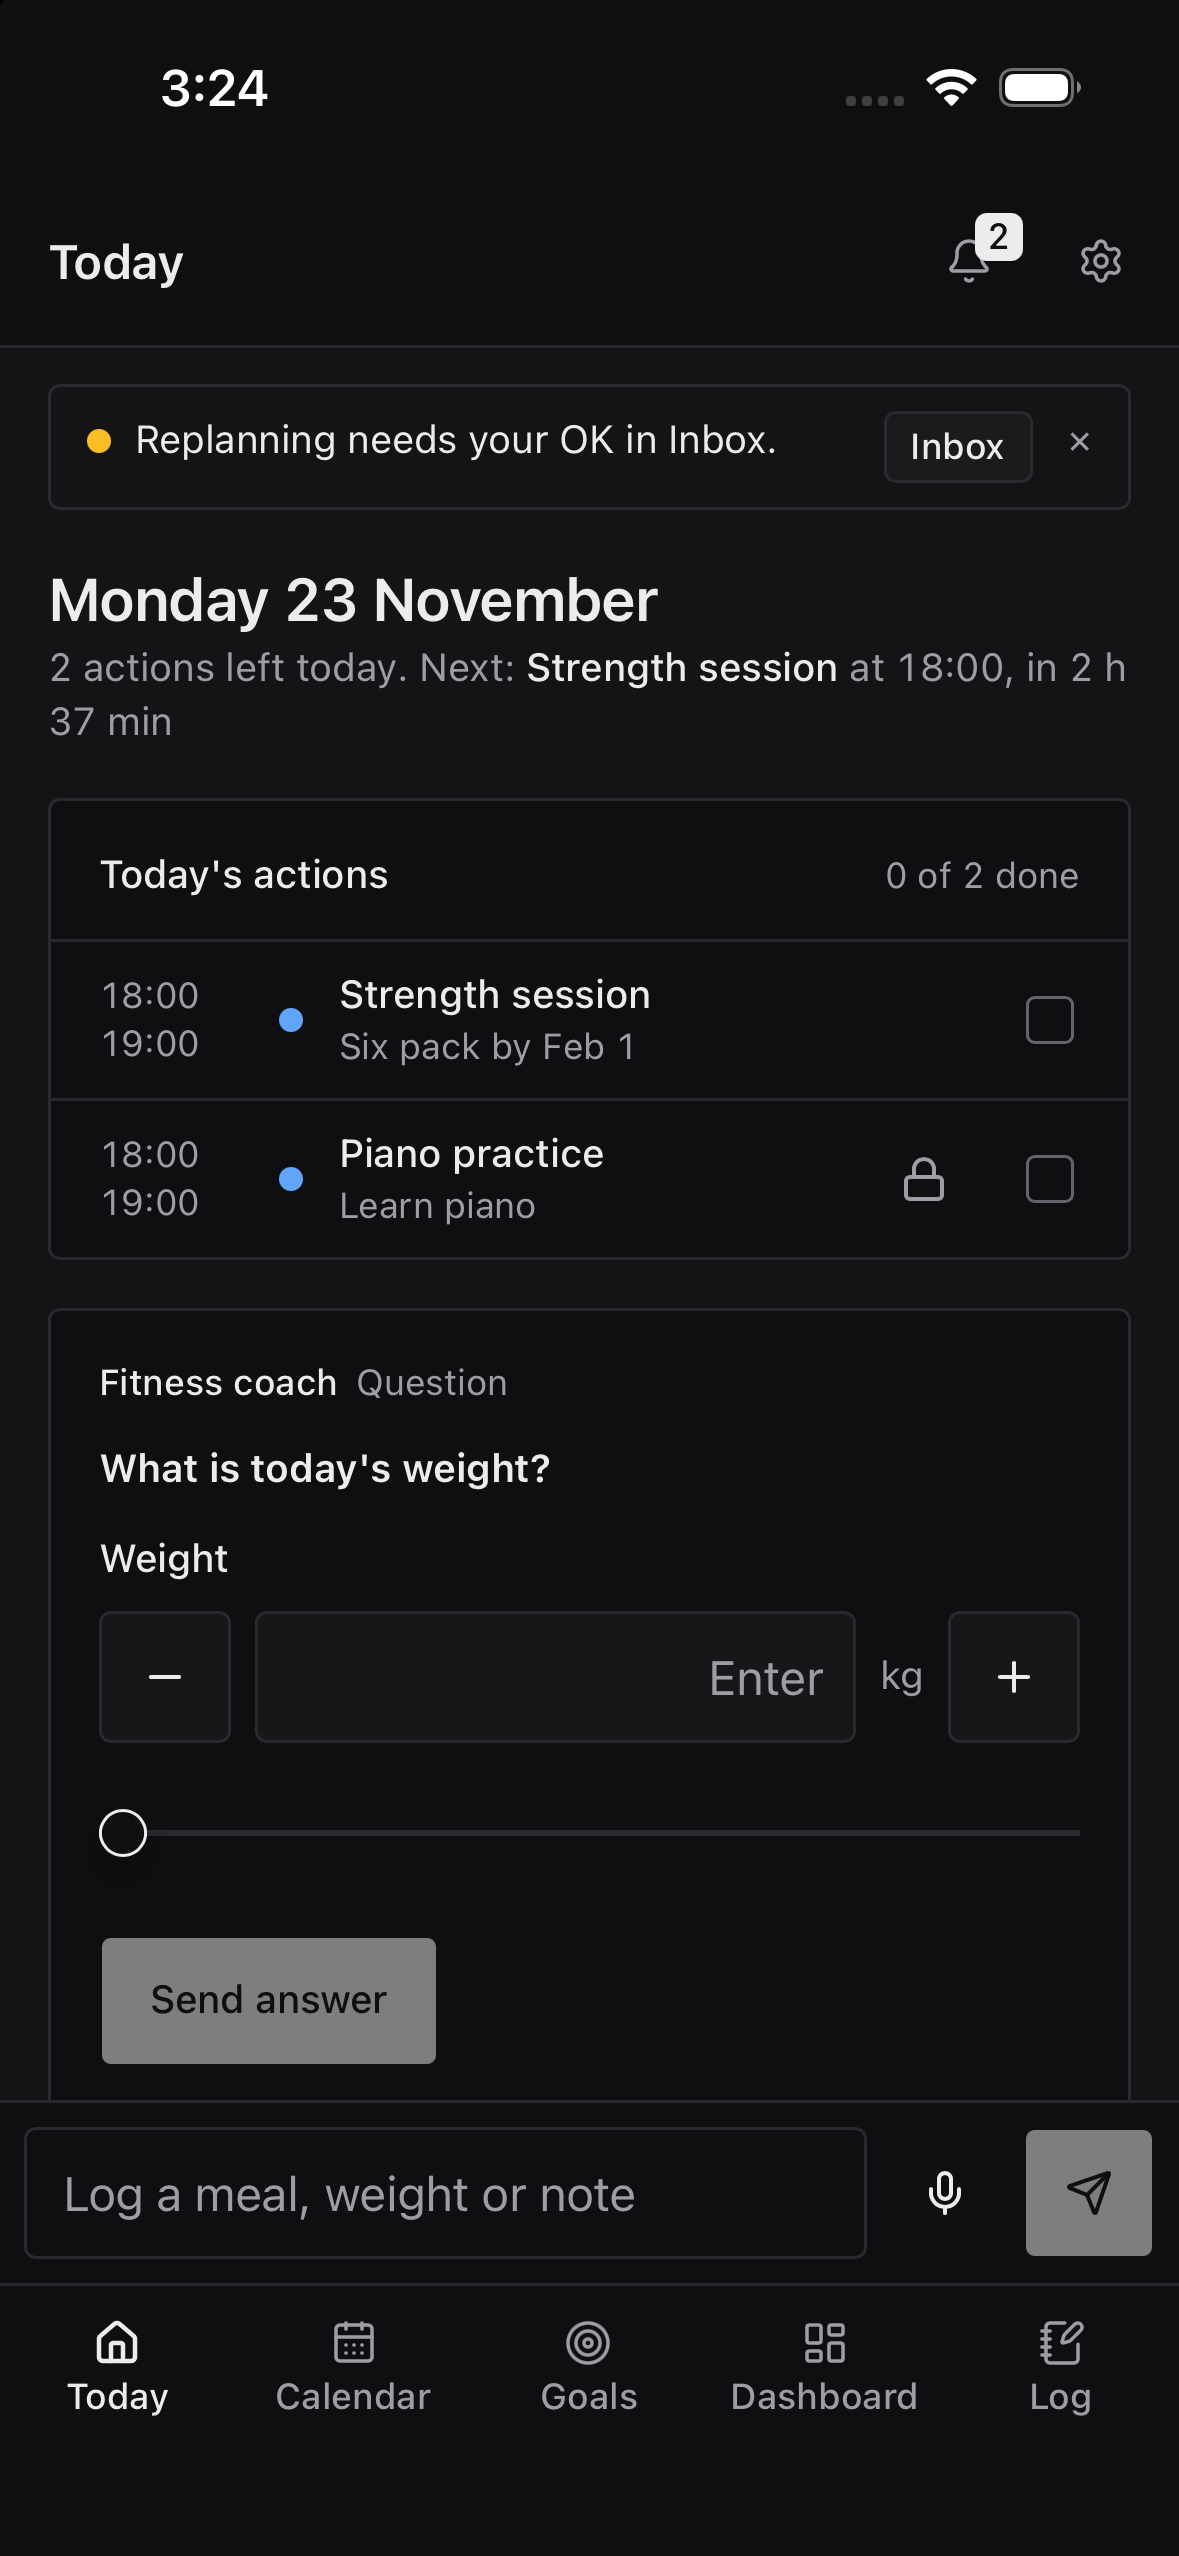 3:24
Today
2
Replanning needs your OK in Inbox.
Inbox
Monday 23 November
2 actions left today. Next: Strength session at 18:00, in 2 h
37 min
Today's actions
0 of 2 done
18:00
19:00
Strength session
Six pack by Feb 1
18:00
19:00
Piano practice
Learn piano
Fitness coach Question
What is today's weight?
Weight
Enter
kg
Send answer
Log a meal, weight or note
Today
Calendar
Goals
Dashboard
Log